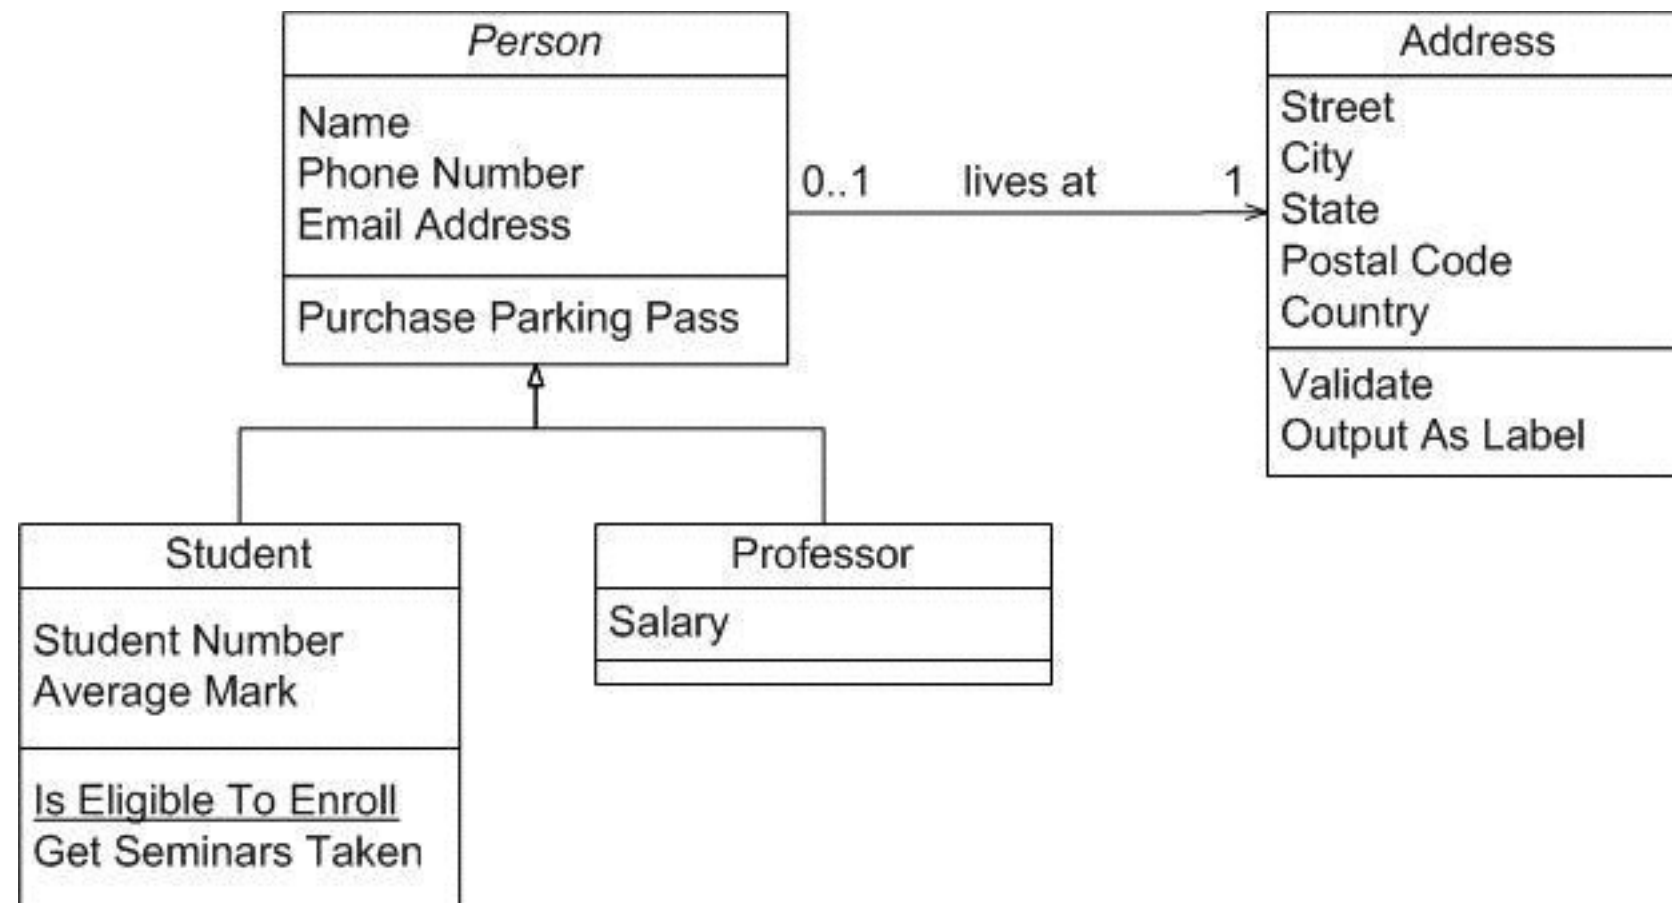 Person
Name
Phone Number
Email Address
Purchase Parking Pass
0..1 lives at 1
Address
Street
City
State
Postal Code
Country
Validate
Output As Label
Student
Student Number
Average Mark
Is Eligible To Enroll
Get Seminars Taken
Professor
Salary